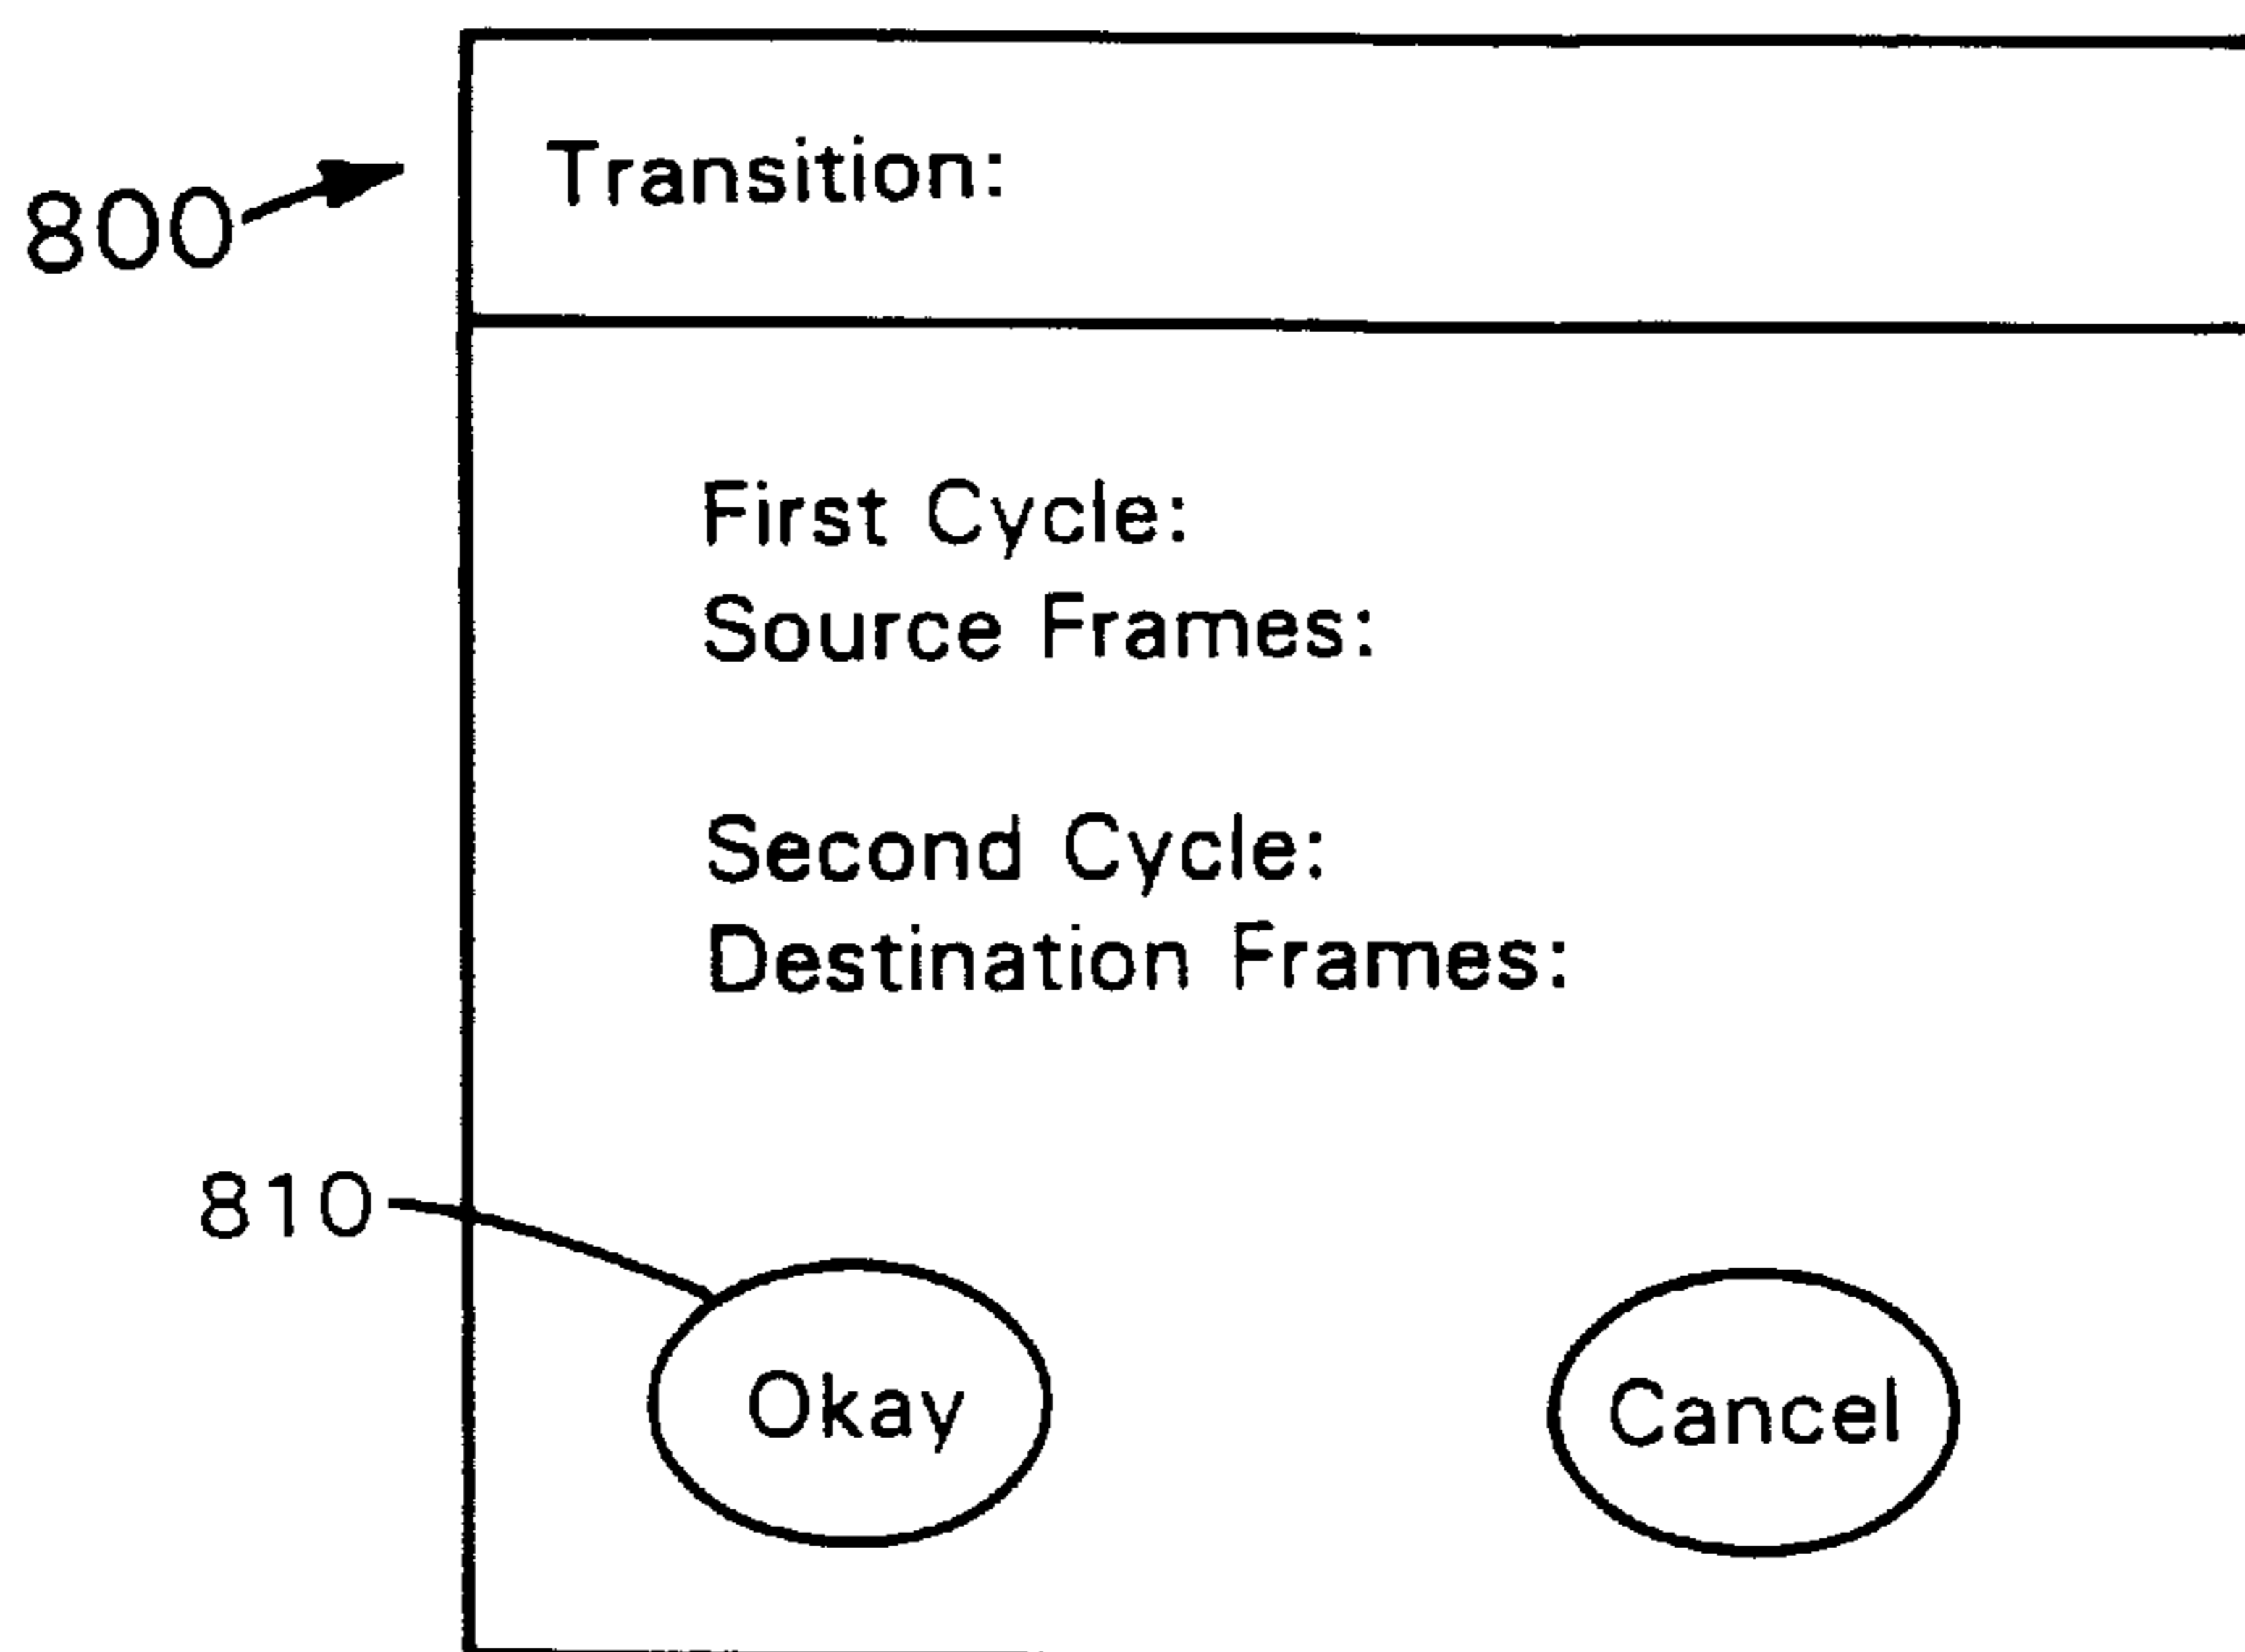 Transition:
800
First Cycle:
Source Frames:
Second Cycle:
Destination Frames:
810
Okay
Cancel